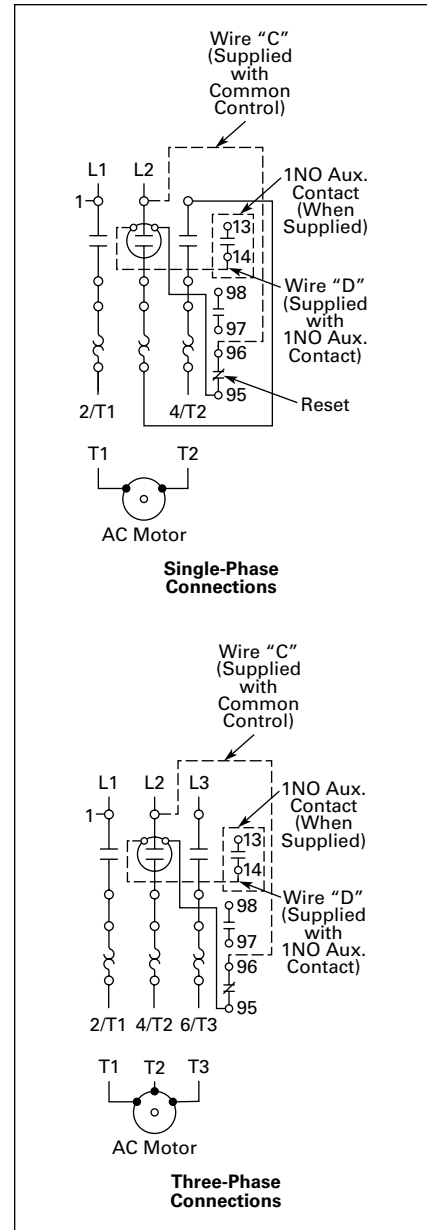 Wire “C”
(Supplied
with
Common
Control)
L1 L2
1NO Aux.
Contact
(When
Supplied)
1
13
14
Wire “D”
(Supplied
with
1NO Aux.
Contact)
98
97
96
95
Reset
2/T1 4/T2
T1 T2
AC Motor
Single-Phase
Connections
Wire “C”
(Supplied
with
Common
Control)
L1 L2 L3
1NO Aux.
Contact
(When
Supplied)
1
13
14
Wire “D”
(Supplied
with
1NO Aux.
Contact)
98
97
96
95
2/T1 4/T2 6/T3
T1 T2 T3
AC Motor
Three-Phase
Connections